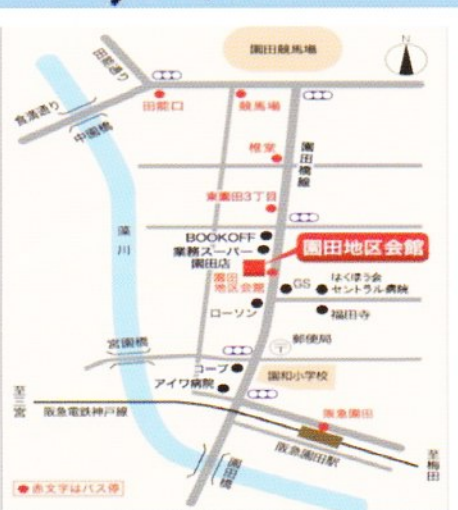 園田競馬場
N
田能通り
食満通り
中園橋
田能口
競馬場
根堂
園田橋線
東園田3丁目
藻川
BOOKOFF
業務スーパー
園田店
園田地区会館
園田
地区会館
GS
はくほう会
セントラル病院
ローソン
福田寺
郵便局
宮園橋
コープ
アイワ病院
園和小学校
至三宮
阪急電鉄神戸線
阪急園田
阪急園田駅
至梅田
園田橋
●赤文字はバス停